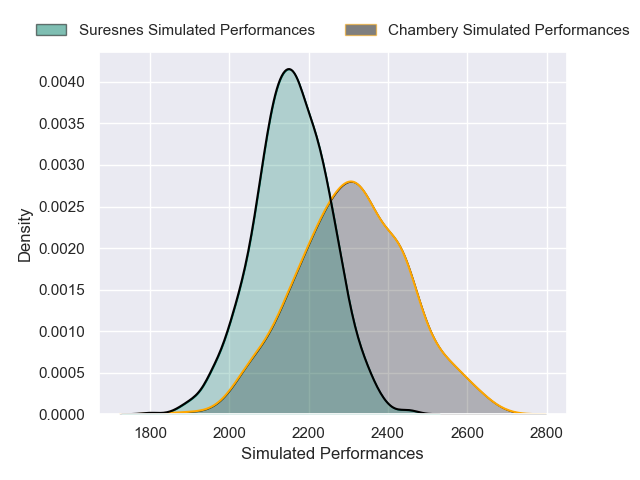 Suresnes Simulated Performances
Chambery Simulated Performances
0.0040
0.0035
0.0030
0.0025
0.0020
0.0015
0.0010
0.0005
0.0000
Density
1800 2000 2200 2400 2600 2800
Simulated Performances